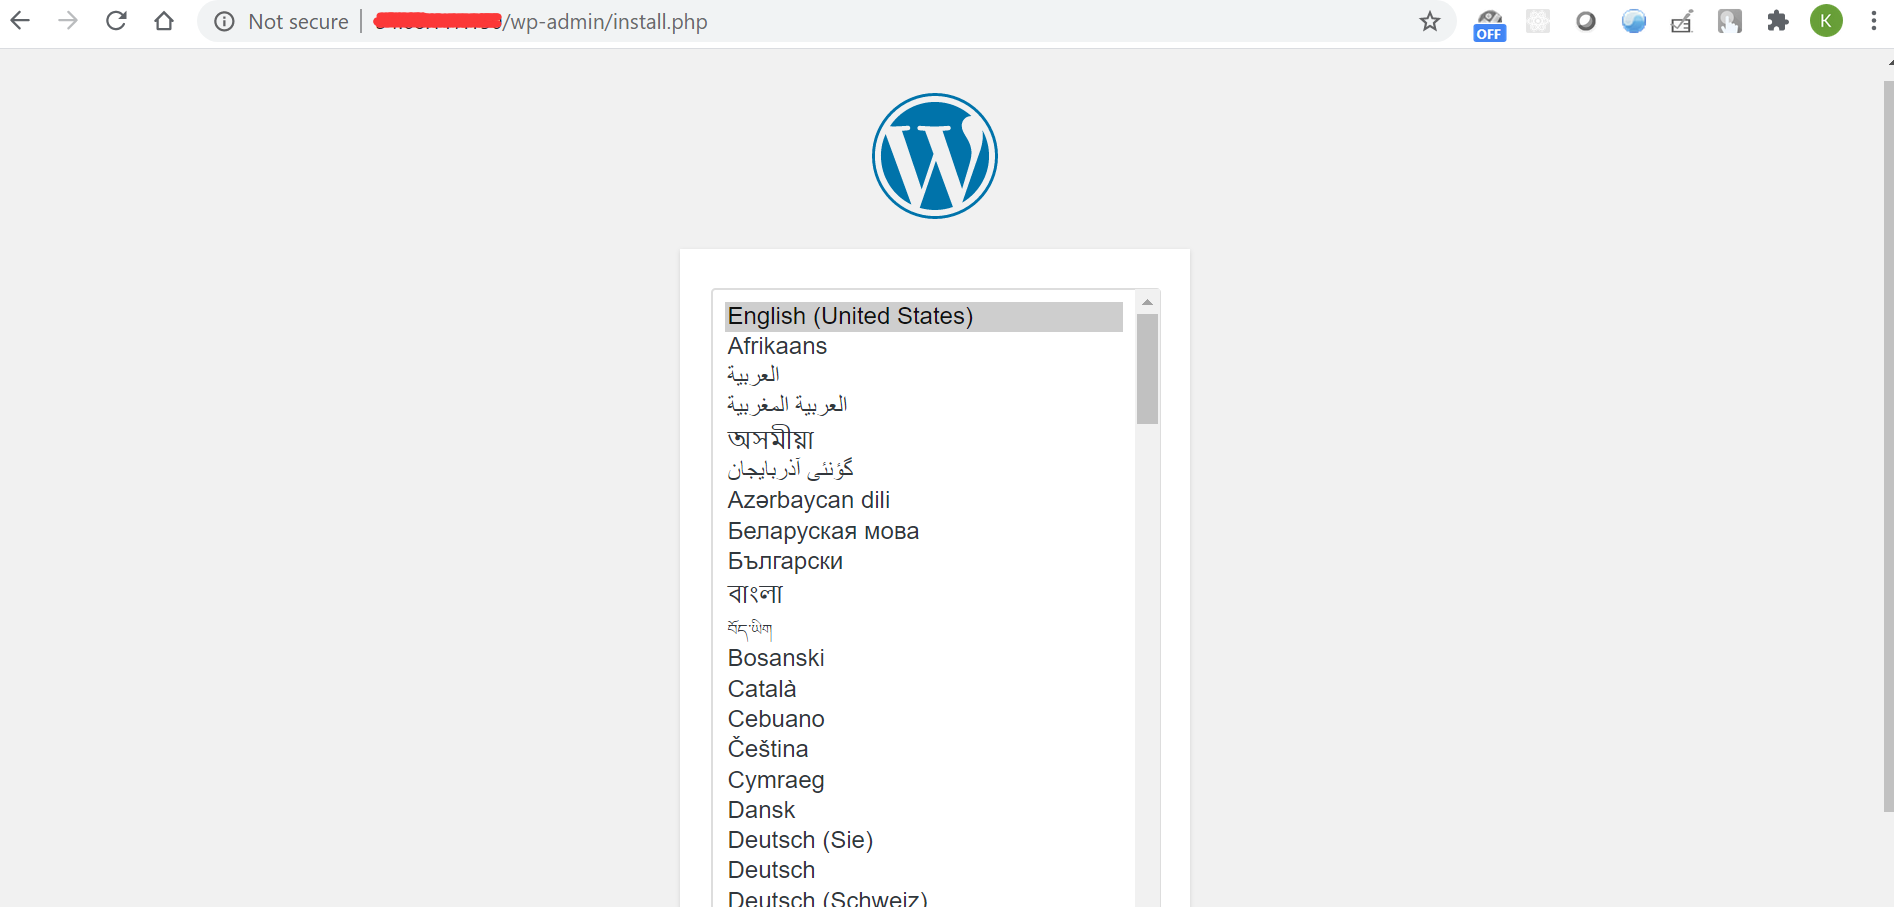 Not secure
/wp-admin/install.php
OFF
K
English (United States)
Afrikaans
العربية
العربية المغربية
অসমীয়া
گؤنئی آذربایجان
Azərbaycan dili
Беларуская мова
Български
বাংলা
བོད་ཡིག
Bosanski
Català
Cebuano
Čeština
Cymraeg
Dansk
Deutsch (Sie)
Deutsch
Deutsch (Schweiz)